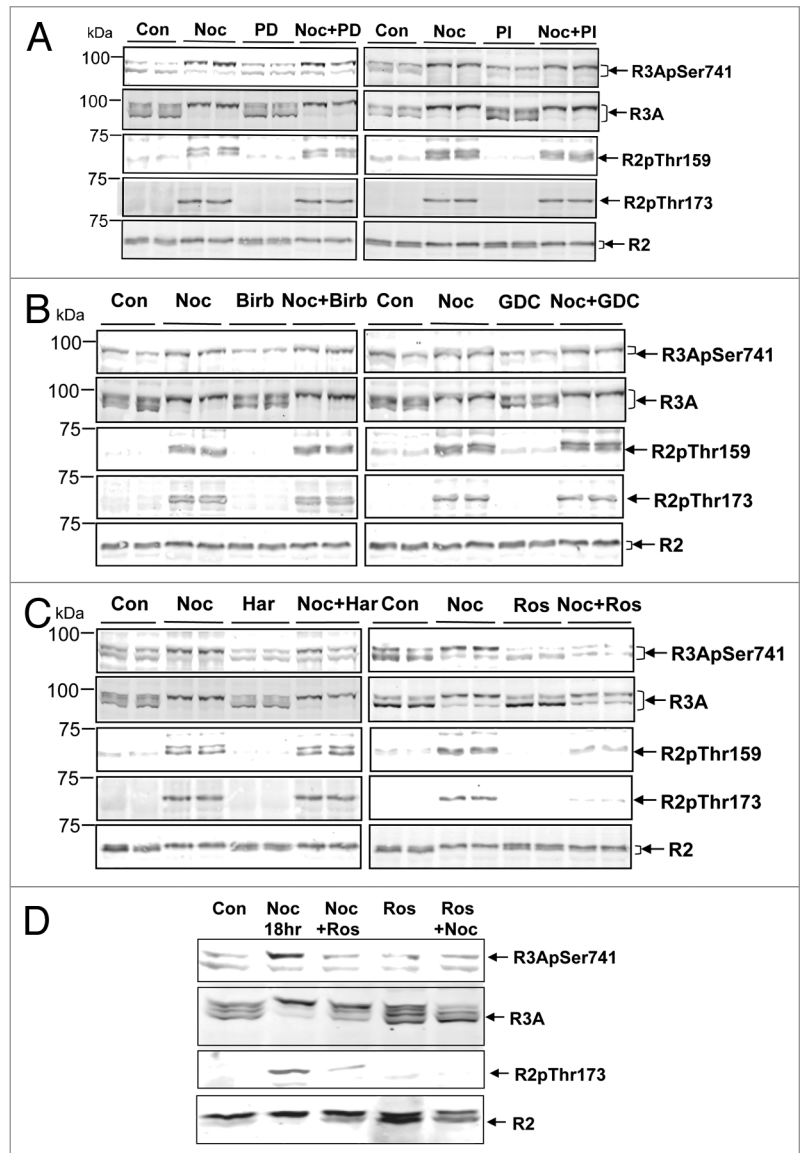 A
kDa
Con Noc PD Noc+PD Con Noc PI Noc+PI
100
R3ApSer741
100
R3A
75
R2pThr159
75
R2pThr173
75
R2
B
kDa
Con Noc Birb Noc+Birb Con Noc GDC Noc+GDC
100
R3ApSer741
100
R3A
75
R2pThr159
75
R2pThr173
75
R2
C
kDa
Con Noc Har Noc+Har Con Noc Ros Noc+Ros
100
R3ApSer741
100
R3A
75
R2pThr159
75
R2pThr173
75
R2
D
Con Noc Noc Ros Ros
18hr +Ros +Noc
R3ApSer741
R3A
R2pThr173
R2